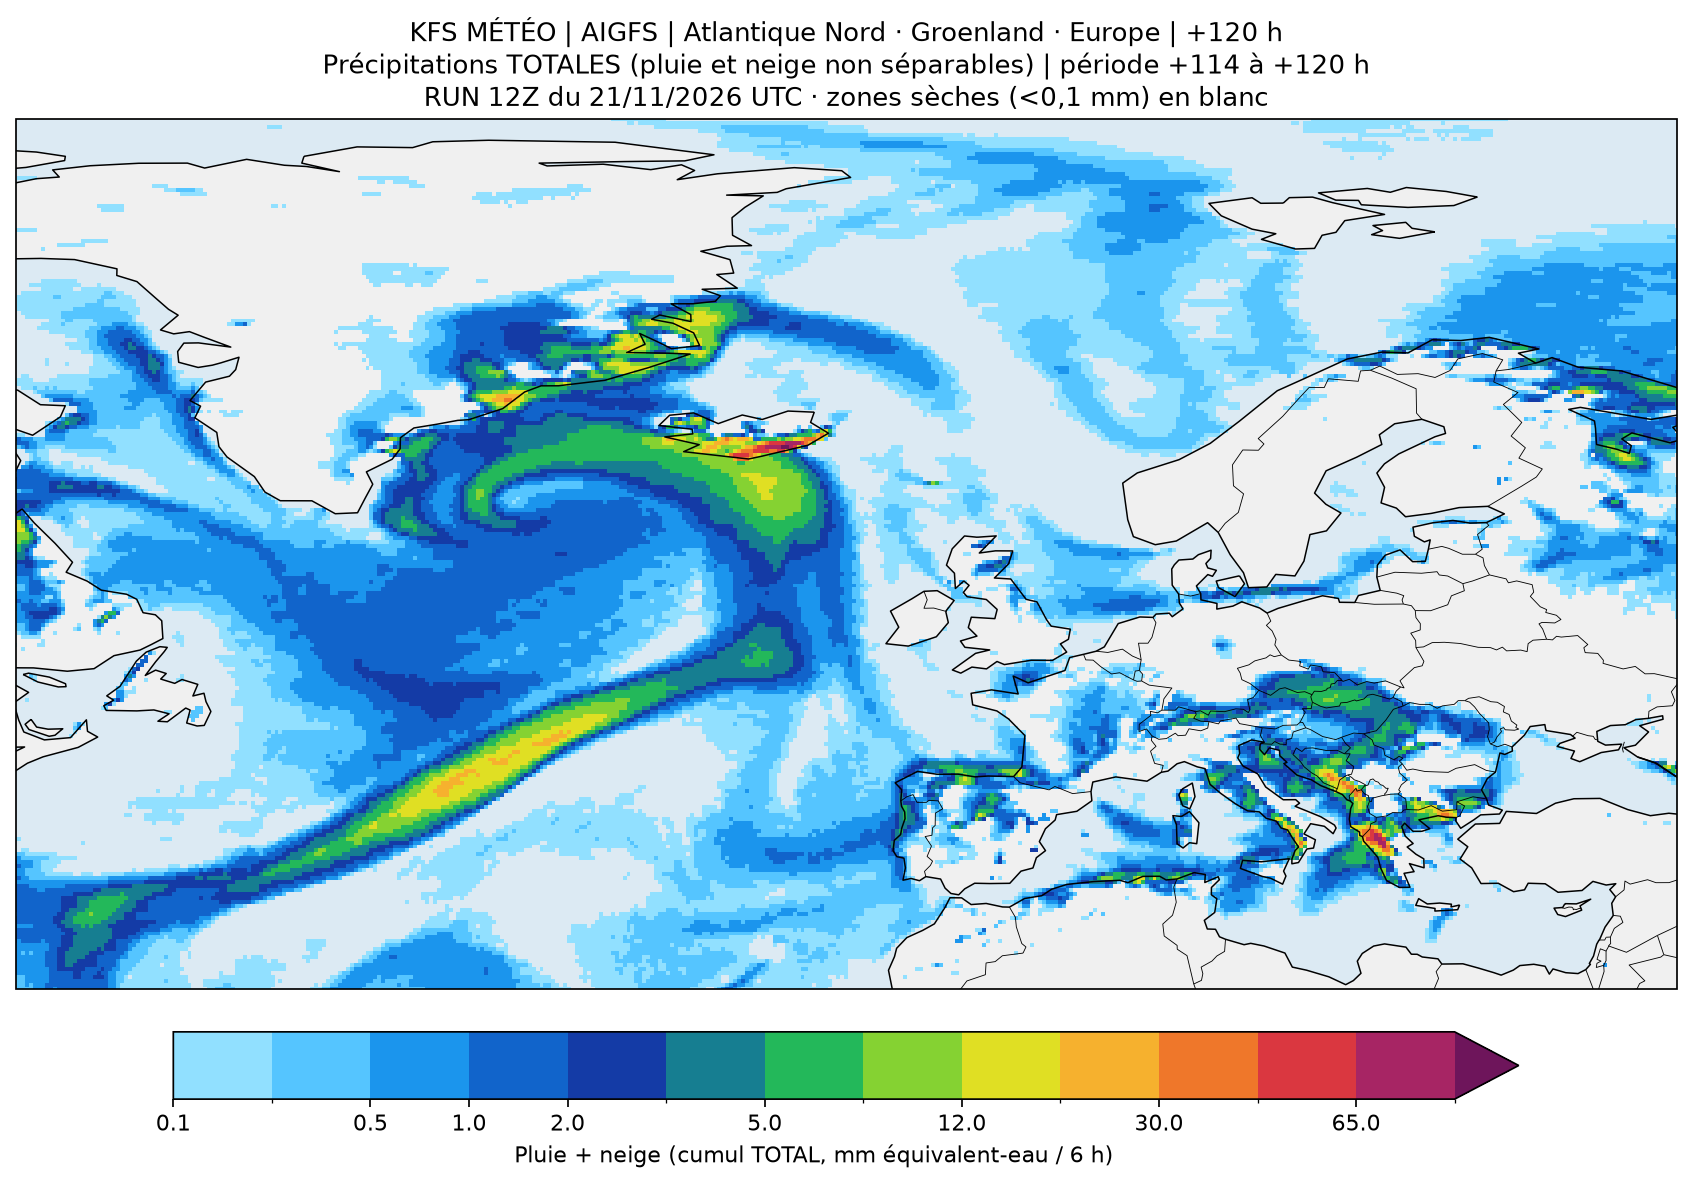 KFS MÉTÉO | AIGFS | Atlantique Nord · Groenland · Europe | +120 h
Précipitations TOTALES (pluie et neige non séparables) | période +114 à +120 h
RUN 12Z du 21/11/2026 UTC · zones sèches (<0,1 mm) en blanc
0.1 0.5 1.0 2.0 5.0 12.0 30.0 65.0
Pluie + neige (cumul TOTAL, mm équivalent-eau / 6 h)